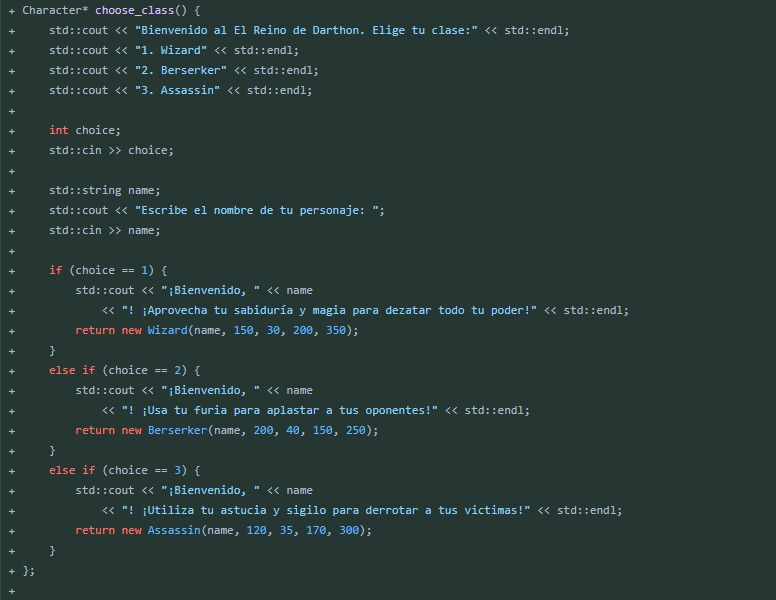 + Character* choose_class() {
+     std::cout << "Bienvenido al El Reino de Darthon. Elige tu clase:" << std::endl;
+     std::cout << "1. Wizard" << std::endl;
+     std::cout << "2. Berserker" << std::endl;
+     std::cout << "3. Assassin" << std::endl;
+
+     int choice;
+     std::cin >> choice;
+
+     std::string name;
+     std::cout << "Escribe el nombre de tu personaje: ";
+     std::cin >> name;
+
+     if (choice == 1) {
+         std::cout << "¡Bienvenido, " << name
+             << "! ¡Aprovecha tu sabiduría y magia para dezatar todo tu poder!" << std::endl;
+         return new Wizard(name, 150, 30, 200, 350);
+     }
+     else if (choice == 2) {
+         std::cout << "¡Bienvenido, " << name
+             << "! ¡Usa tu furia para aplastar a tus oponentes!" << std::endl;
+         return new Berserker(name, 200, 40, 150, 250);
+     }
+     else if (choice == 3) {
+         std::cout << "¡Bienvenido, " << name
+             << "! ¡Utiliza tu astucia y sigilo para derrotar a tus victimas!" << std::endl;
+         return new Assassin(name, 120, 35, 170, 300);
+     }
+ };
+